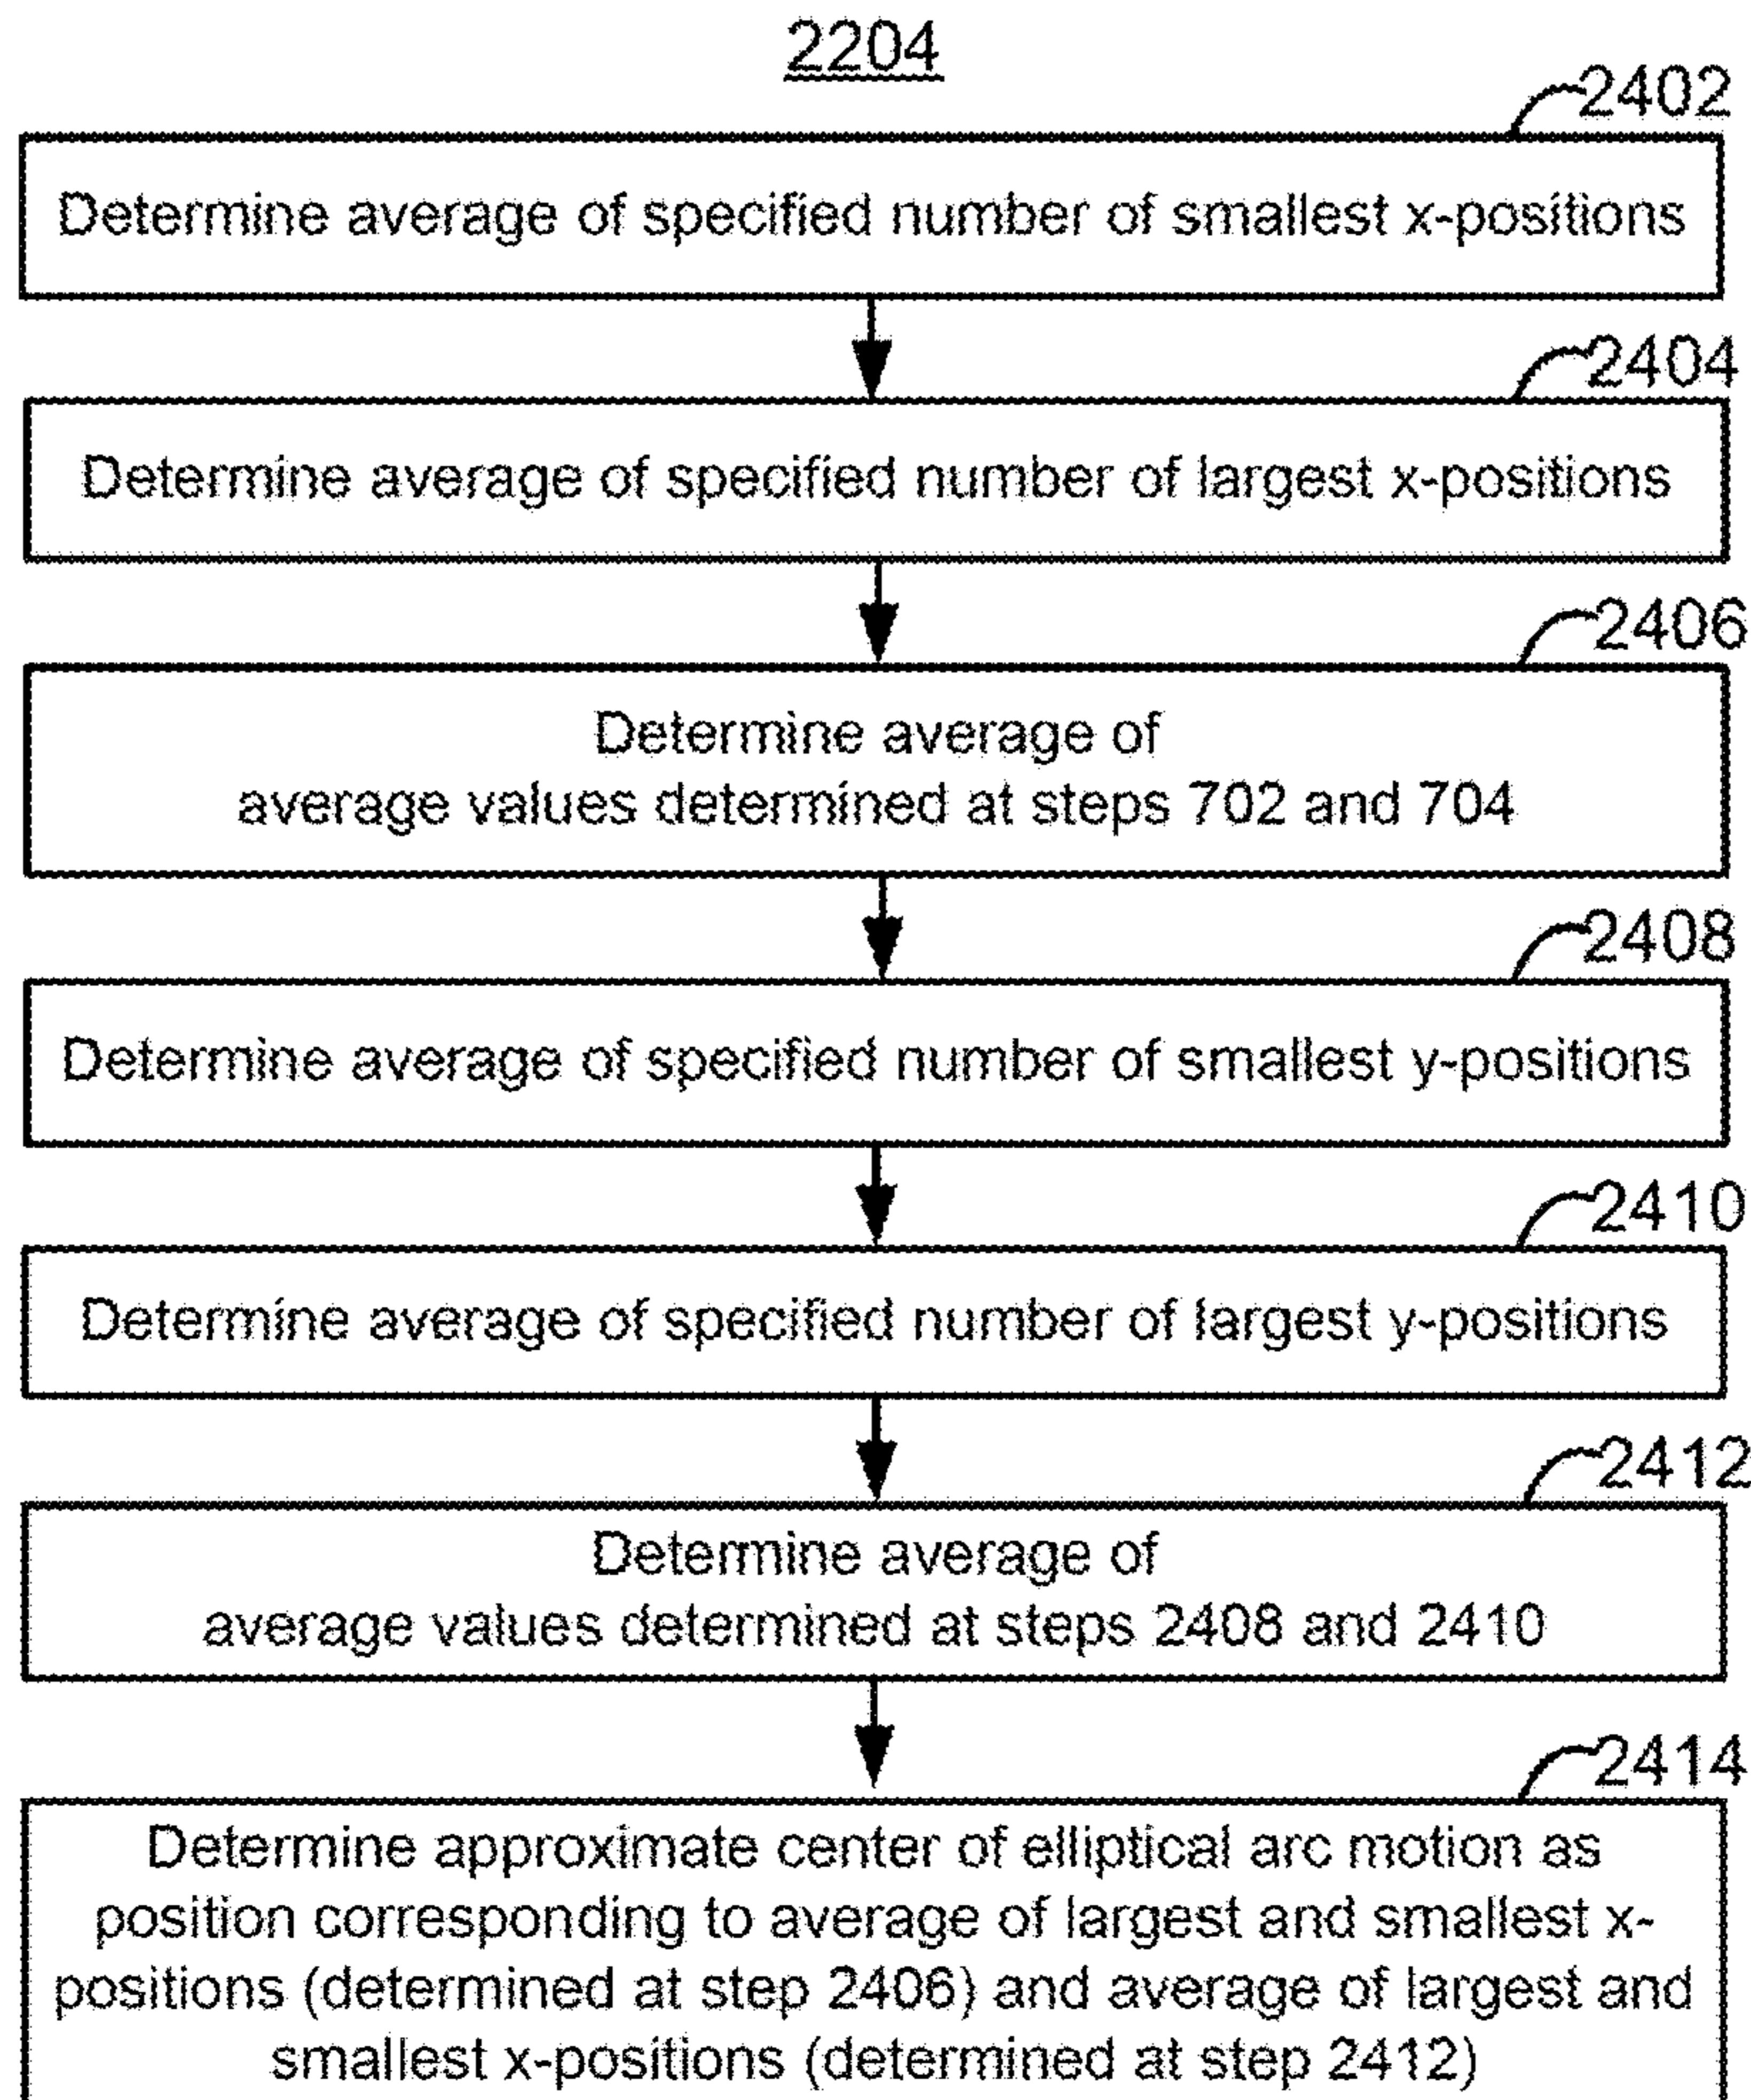 2204
2402
Determine average of specified number of smallest x-positions
2404
Determine average of specified number of largest x-positions
2406
Determine average of
average values determined at steps 702 and 704
2408
Determine average of specified number of smallest y-positions
2410
Determine average of specified number of largest y-positions
2412
Determine average of
average values determined at steps 2408 and 2410
2414
Determine approximate center of elliptical arc motion as
position corresponding to average of largest and smallest x-
positions (determined at step 2406) and average of largest and
smallest x-positions (determined at step 2412)